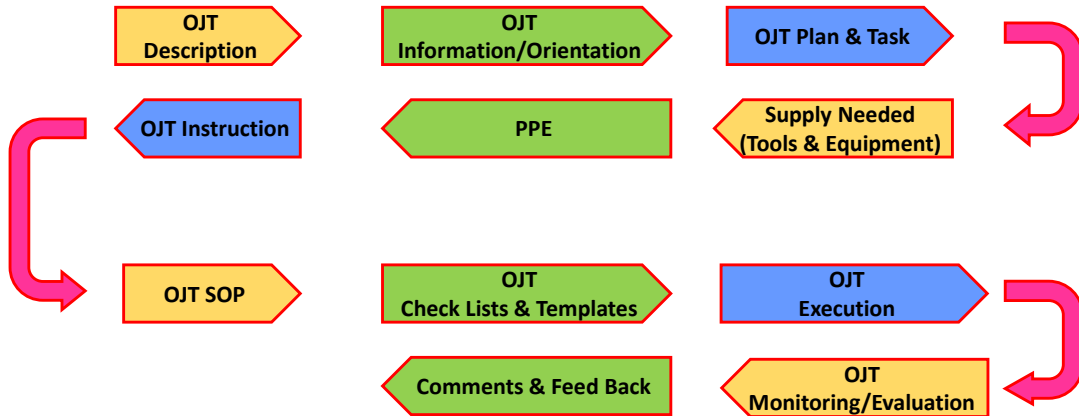 OJT
Description
OJT
Information/Orientation
OJT Plan & Task
OJT Instruction
PPE
Supply Needed
(Tools & Equipment)
OJT SOP
OJT
Check Lists & Templates
OJT
Execution
Comments & Feed Back
OJT
Monitoring/Evaluation